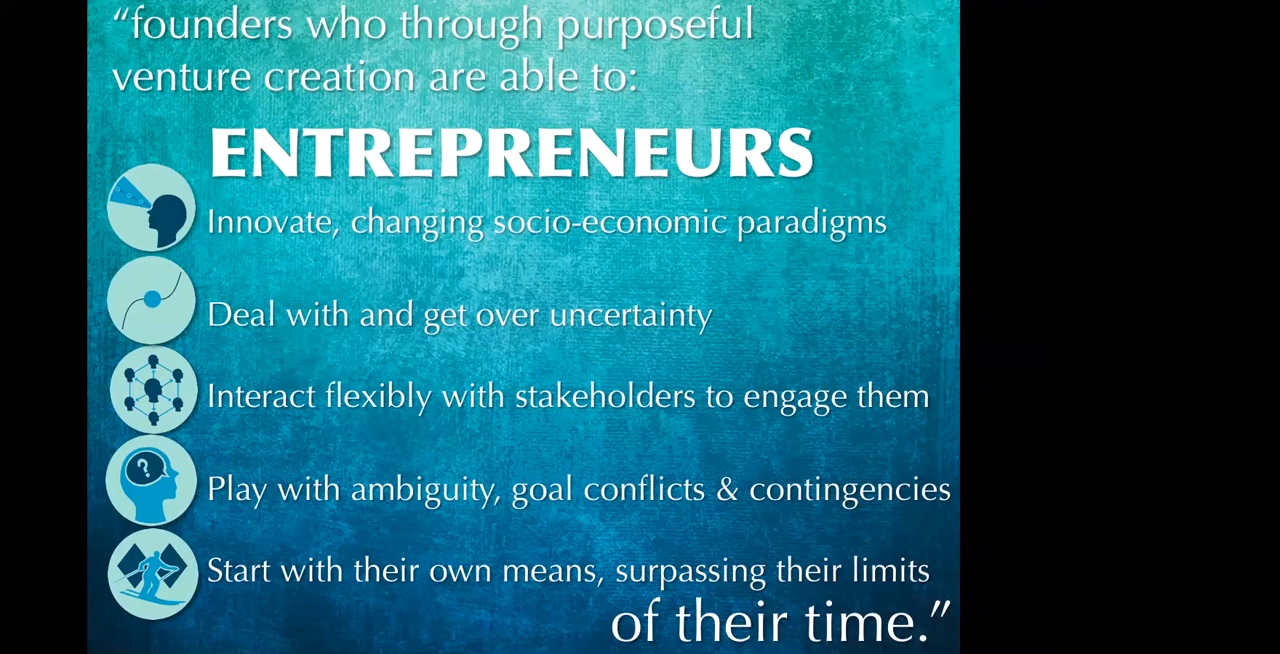 “founders who through purposeful
venture creation are able to:
ENTREPRENEURS
Innovate, changing socio-economic paradigms
Deal with and get over uncertainty
Interact flexibly with stakeholders to engage them
?
Play with ambiguity, goal conflicts & contingencies
Start with their own means, surpassing their limits
of their time.”